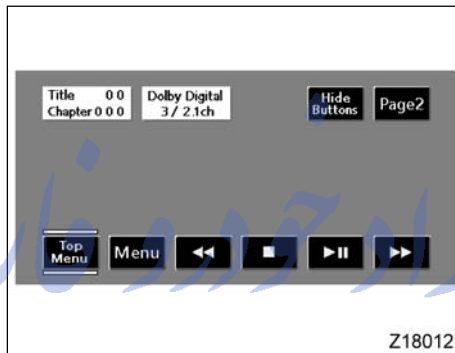 Title 0 0
Chapter 0 0 0
Dolby Digital
3 / 2.1ch
Hide
Buttons
Page2
Top
Menu
Menu
Z18012